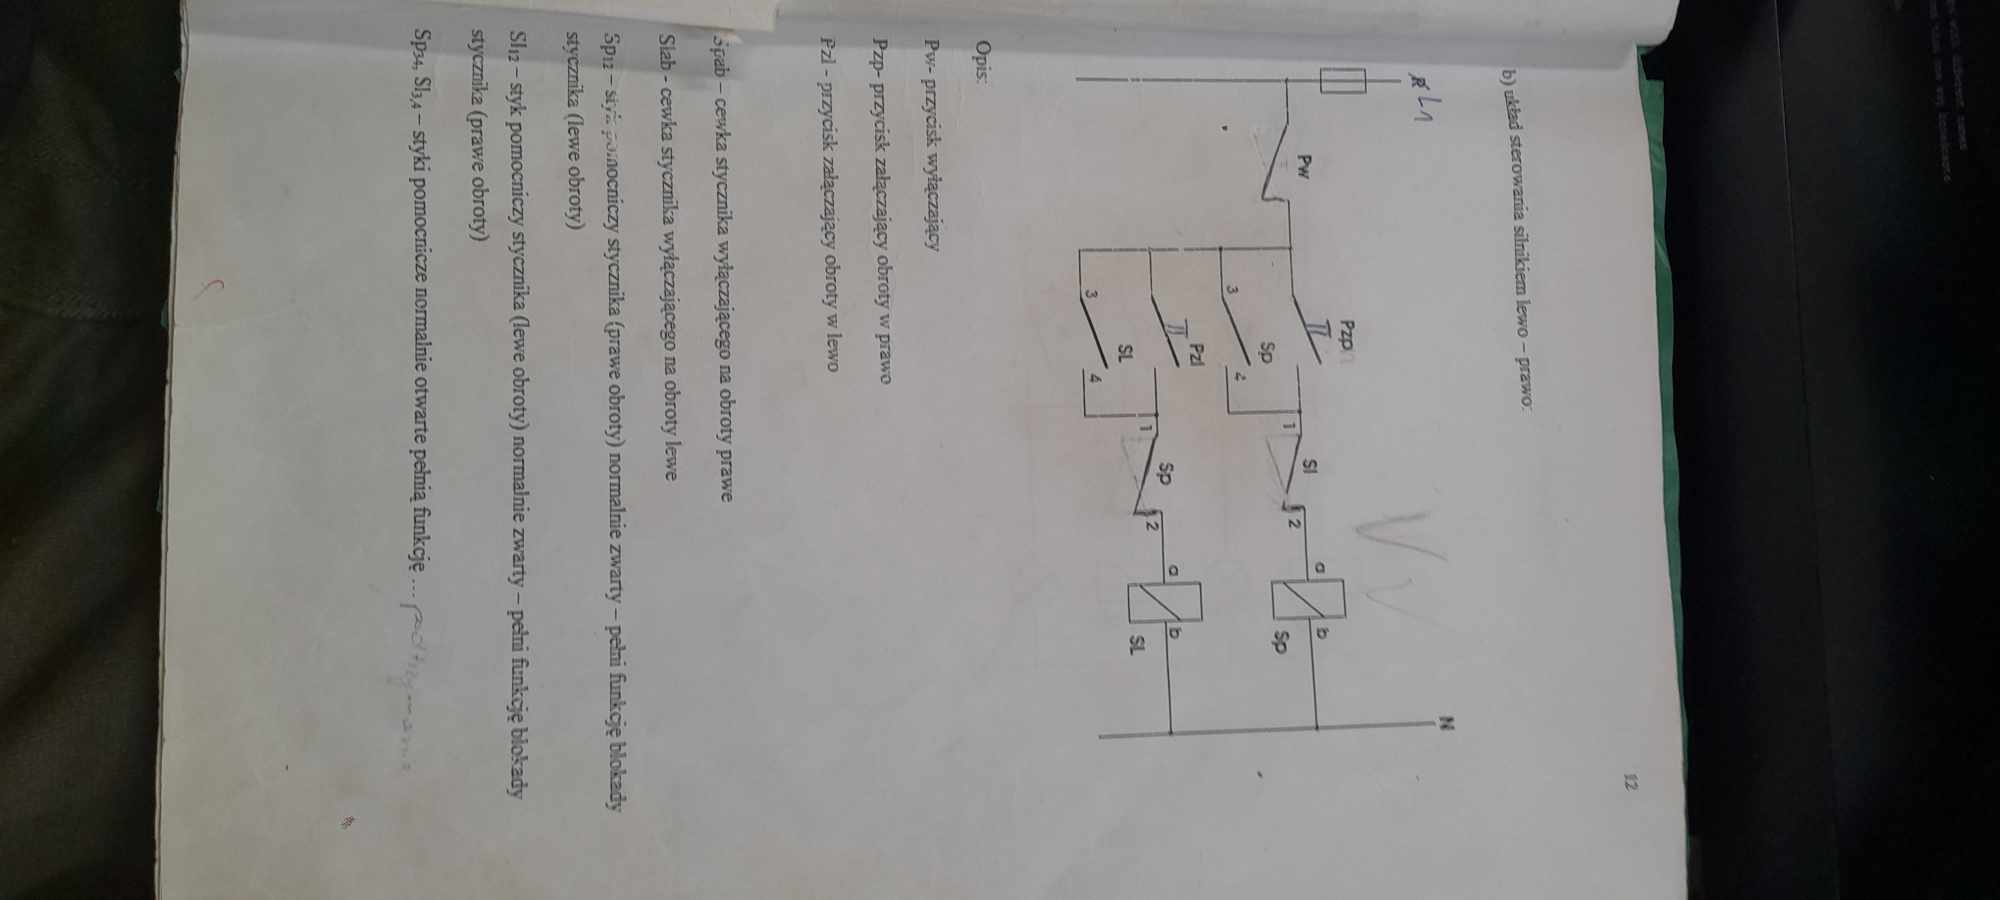 12
b) układ sterowania silnikiem lewo – prawo:
L1
N
Pw
Pzp
Sl
1
2
a
b
Sp
3
Sp
4
Pzl
1
Sp
2
a
b
SL
3
SL
4
Opis:
Pw- przycisk wyłączający
Pzp- przycisk załączający obroty w prawo
Pzl - przycisk załączający obroty w lewo
Spab – cewka stycznika wyłączającego na obroty prawe
Slab - cewka stycznika wyłączającego na obroty lewe
Sp12 – styk pomocniczy stycznika (prawe obroty) normalnie zwarty – pełni funkcję blokady
stycznika (lewe obroty)
Sl12 – styk pomocniczy stycznika (lewe obroty) normalnie zwarty – pełni funkcję blokady
stycznika (prawe obroty)
Sp34, Sl3,4 – styki pomocnicze normalnie otwarte pełnią funkcję ... podtrzymania